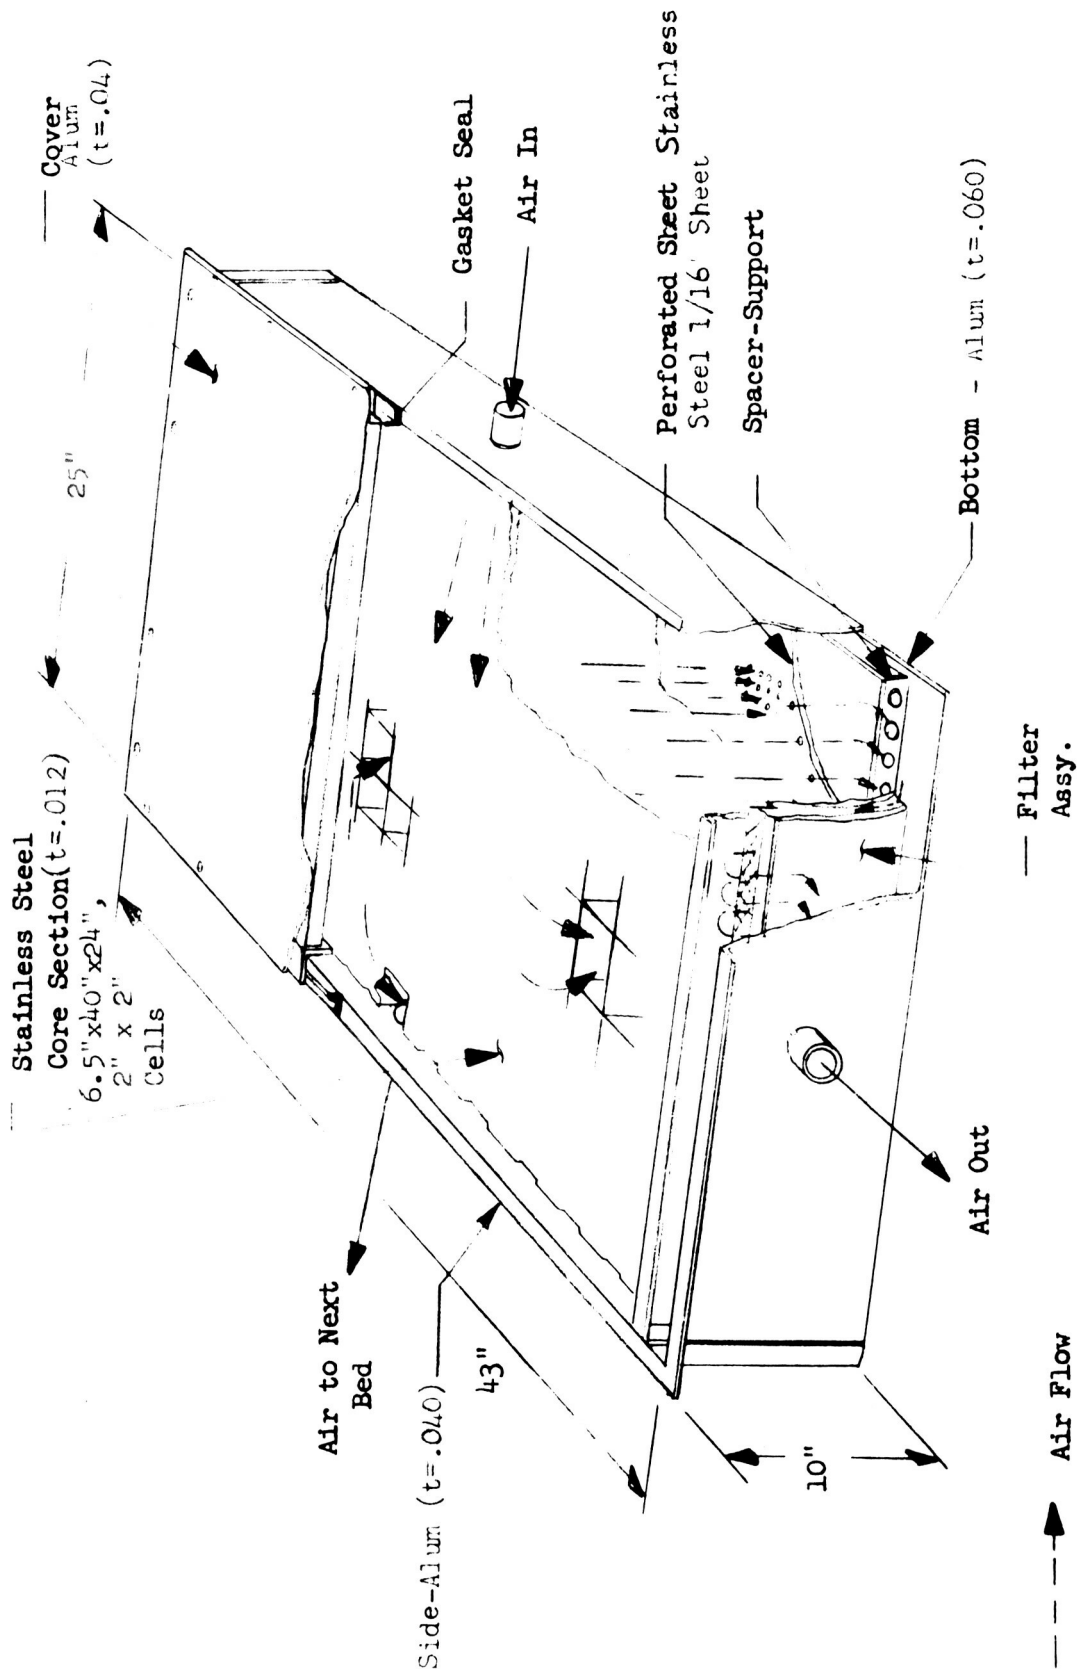 Stainless Steel
Core Section(t=.012)
6.5"x40"x24",
2" x 2"
Cells
25"
Cover
Alum
(t=.04)
Gasket Seal
Air In
Perforated Sheet Stainless
Steel 1/16' Sheet
Spacer-Support
Bottom - Alum (t=.060)
Air to Next
Bed
Side-Alum (t=.040)
43"
10"
Air Out
Filter
Assy.
Air Flow